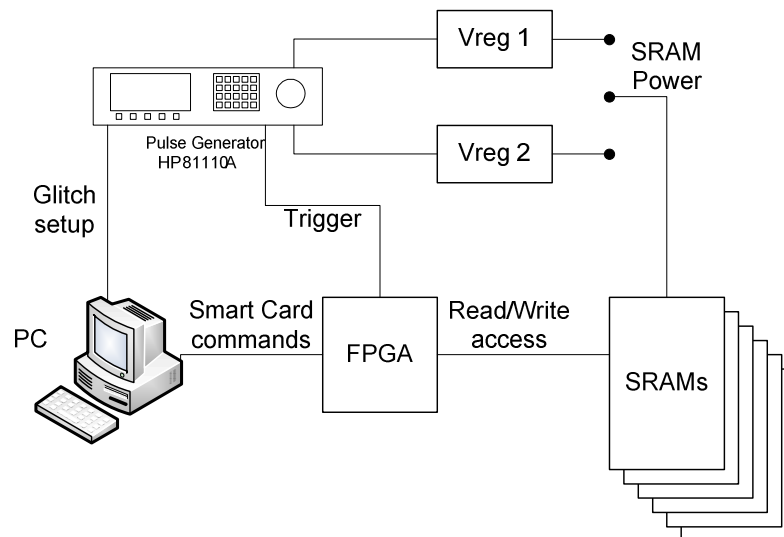 Vreg 1
SRAM
Power
Pulse Generator
HP81110A
Vreg 2
Glitch
setup
Trigger
PC
Smart Card
commands
FPGA
Read/Write
access
SRAMs